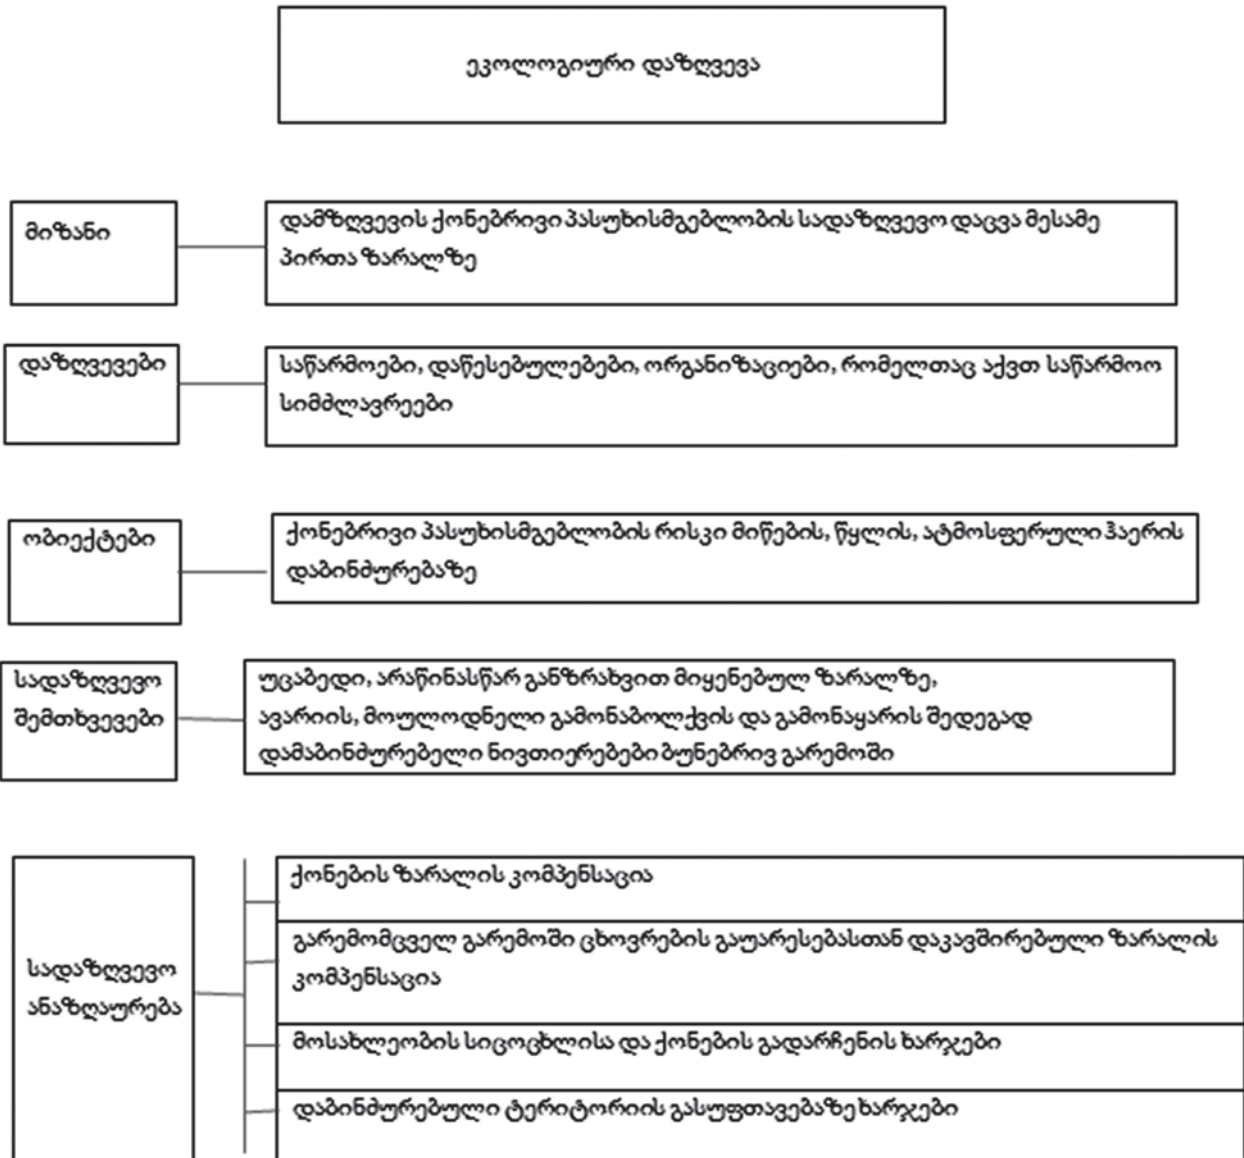 ეკოლოგიური დაზღვევა
მიზანი
დამზღვევის ქონებრივი პასუხისმგებლობის სადაზღვევო დაცვა მესამე
პირთა ზარალზე
დაზღვევები
საწარმოები, დაწესებულებები, ორგანიზაციები, რომელთაც აქვთ საწარმოო
სიმძლავრეები
ობიექტები
ქონებრივი პასუხისმგებლობის რისკი მიწების, წყლის, ატმოსფერული ჰაერის
დაბინძურებაზე
სადაზღვევო
შემთხვევები
უცაბედი, არაწინასწარ განზრახვით მიყენებულ ზარალზე,
ავარიის, მოულოდნელი გამონაბოლქვის და გამონაყარის შედეგად
დამაბინძურებელი ნივთიერებები ბუნებრივ გარემოში
სადაზღვევო
ანაზღაურება
ქონების ზარალის კომპენსაცია
გარემომცველ გარემოში ცხოვრების გაუარესებასთან დაკავშირებული ზარალის
კომპენსაცია
მოსახლეობის სიცოცხლისა და ქონების გადარჩენის ხარჯები
დაბინძურებული ტერიტორიის გასუფთავებაზე ხარჯები